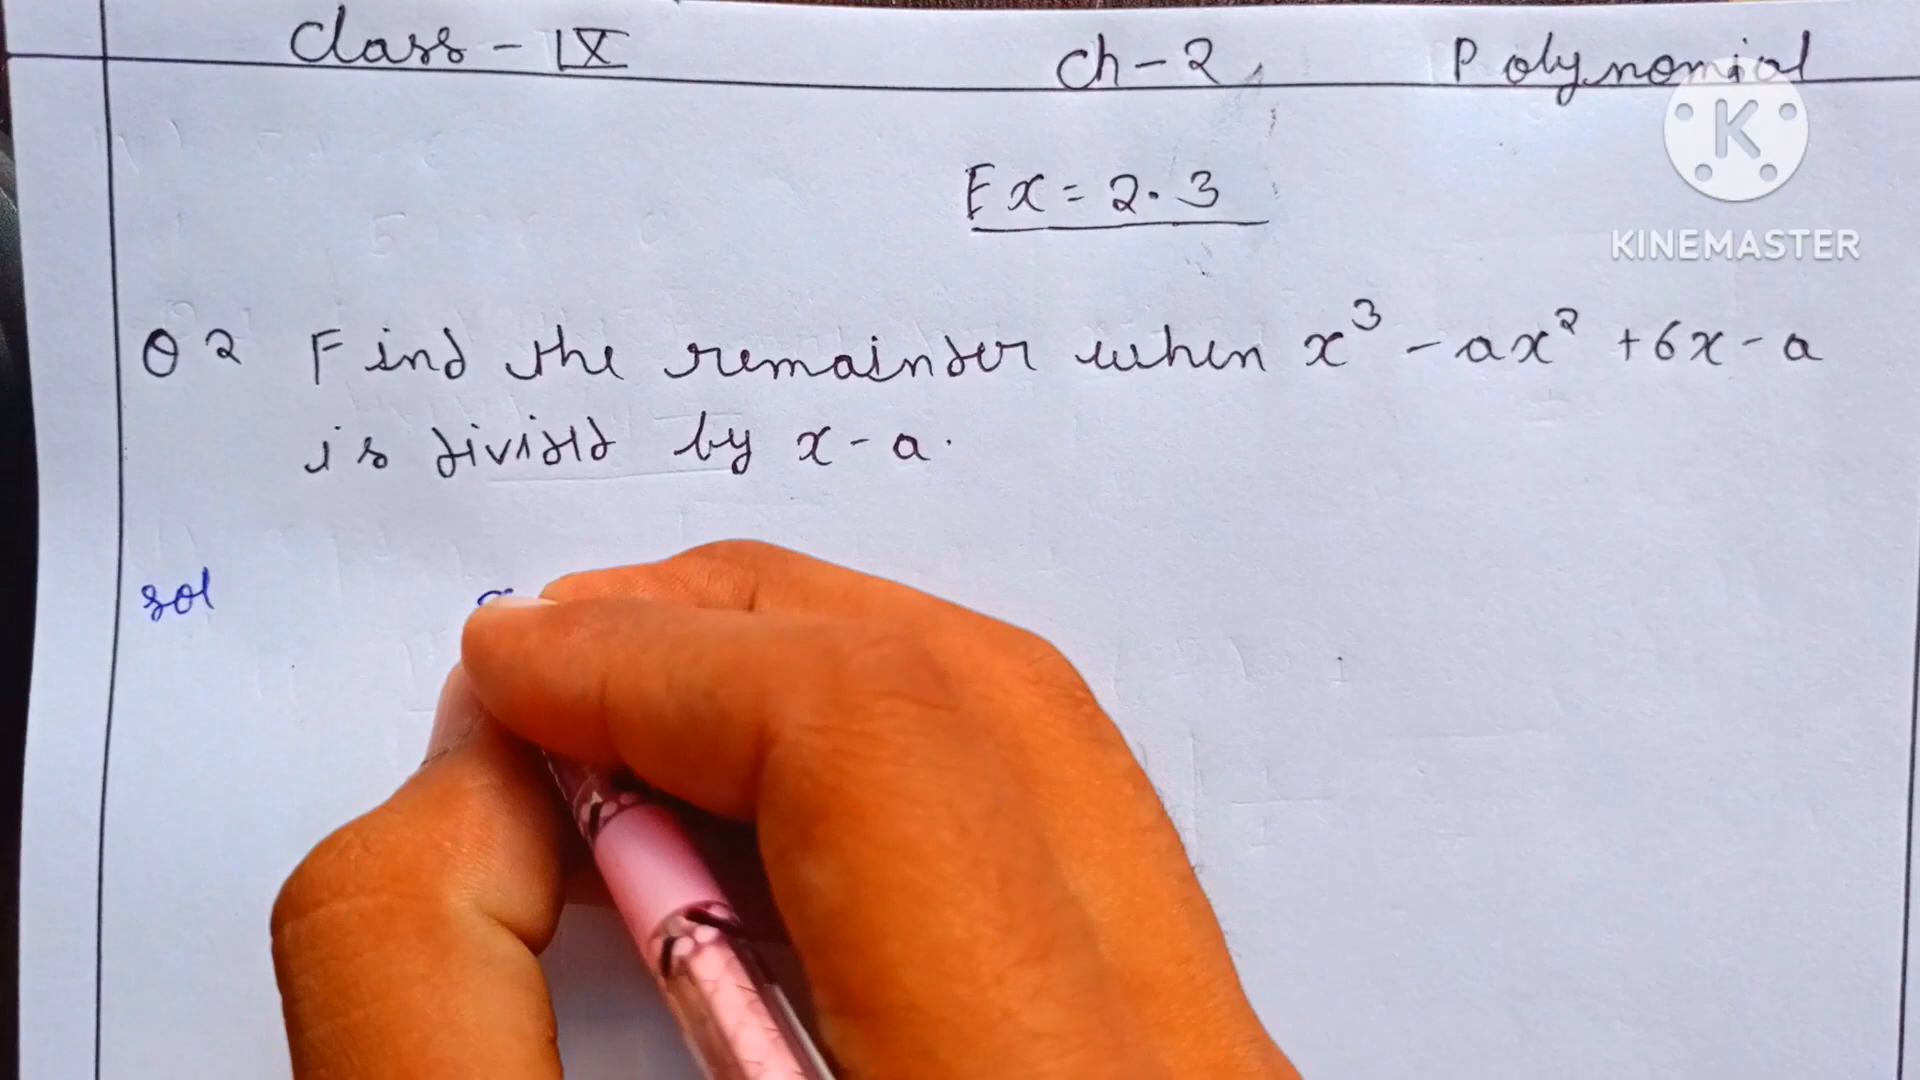 Class - IX Ch-2, Polynomial
K
KINEMASTER
Ex = 2.3
Q 2 Find the remainder when x³ - ax² + 6x - a
is divided by x - a.
sol